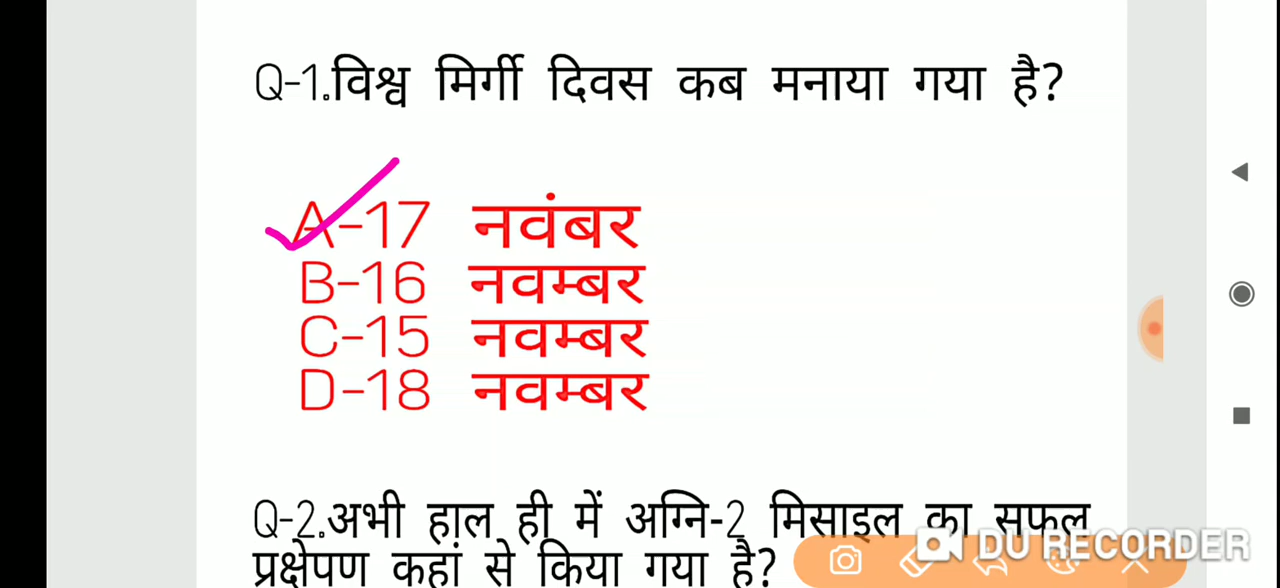 Q-1.विश्व मिर्गी दिवस कब मनाया गया है?
A-17 नवंबर
B-16 नवम्बर
C-15 नवम्बर
D-18 नवम्बर
Q-2.अभी हाल ही में अग्नि-2 मिसाइल का सफल
प्रक्षेपण कहां से किया गया है?
DU RECORDER